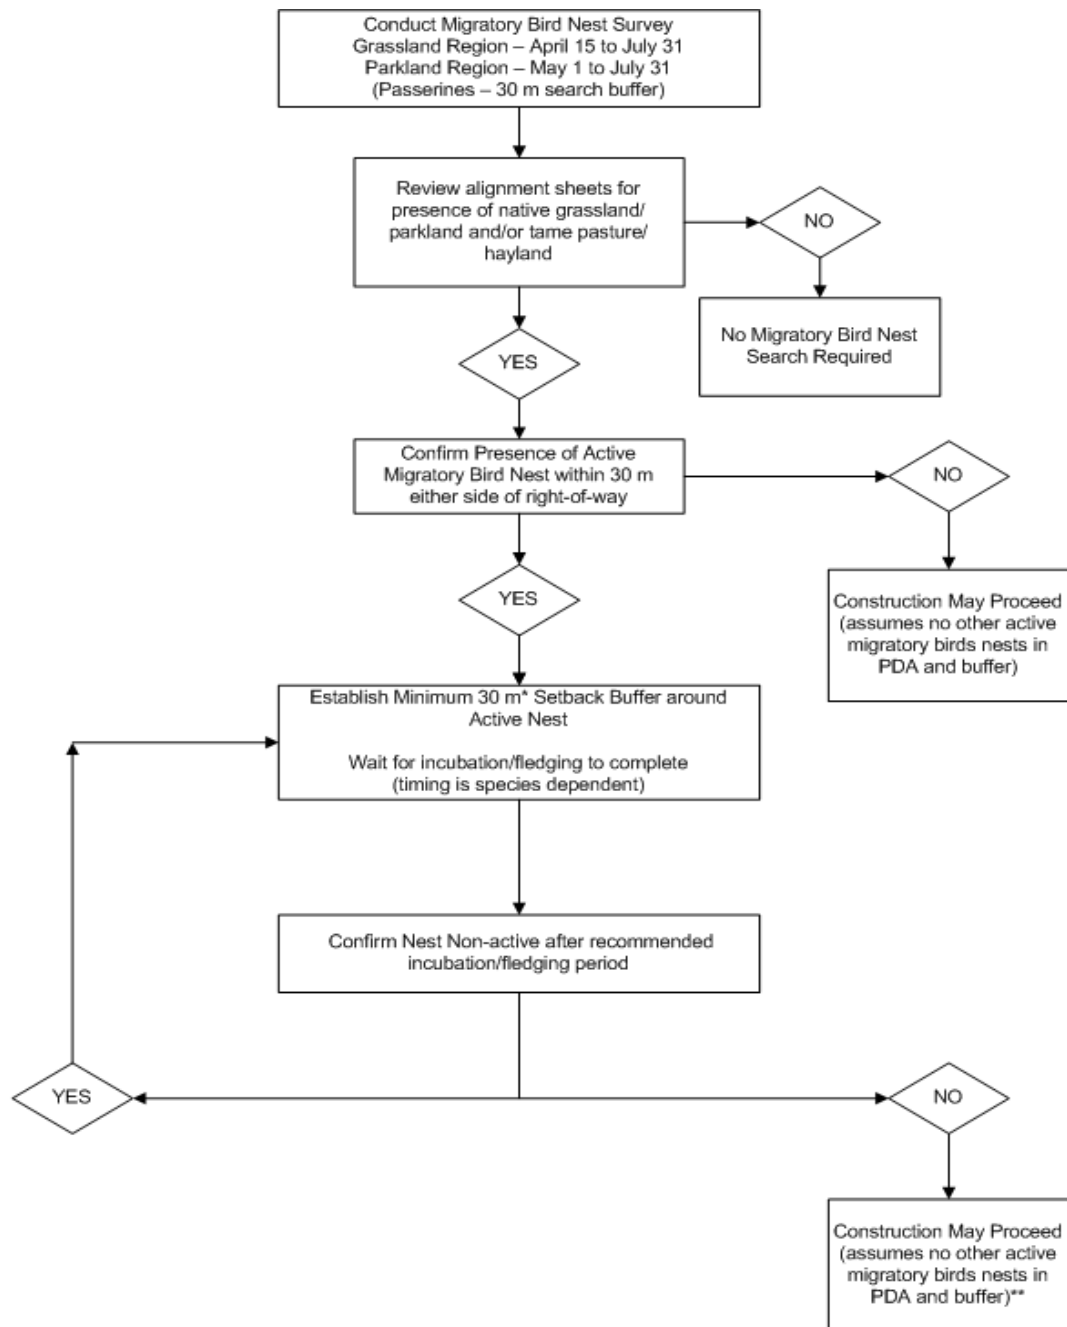 Conduct Migratory Bird Nest Survey
Grassland Region – April 15 to July 31
Parkland Region – May 1 to July 31
(Passerines – 30 m search buffer)
Review alignment sheets for
presence of native grassland/
parkland and/or tame pasture/
hayland
NO
No Migratory Bird Nest
Search Required
YES
Confirm Presence of Active
Migratory Bird Nest within 30 m
either side of right-of-way
NO
Construction May Proceed
(assumes no other active
migratory birds nests in
PDA and buffer)
YES
Establish Minimum 30 m* Setback Buffer around
Active Nest
Wait for incubation/fledging to complete
(timing is species dependent)
Confirm Nest Non-active after recommended
incubation/fledging period
YES
NO
Construction May Proceed
(assumes no other active
migratory birds nests in
PDA and buffer)**